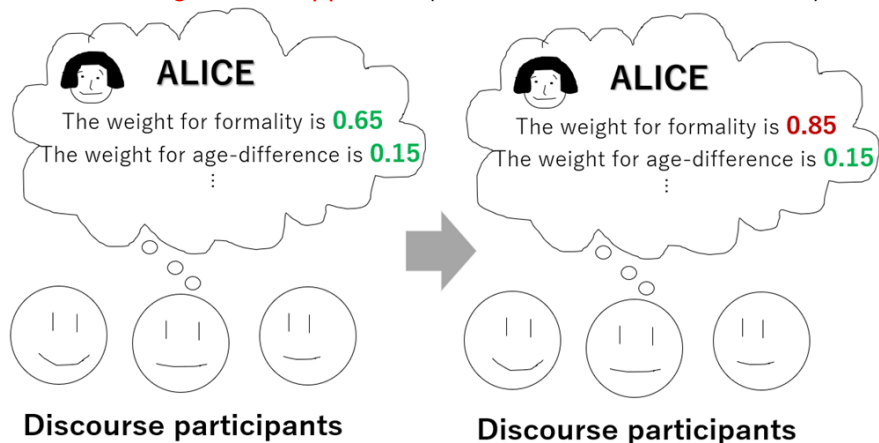 ALICE
The weight for formality is 0.65
The weight for age-difference is 0.15
⋮
Discourse participants
ALICE
The weight for formality is 0.85
The weight for age-difference is 0.15
⋮
Discourse participants